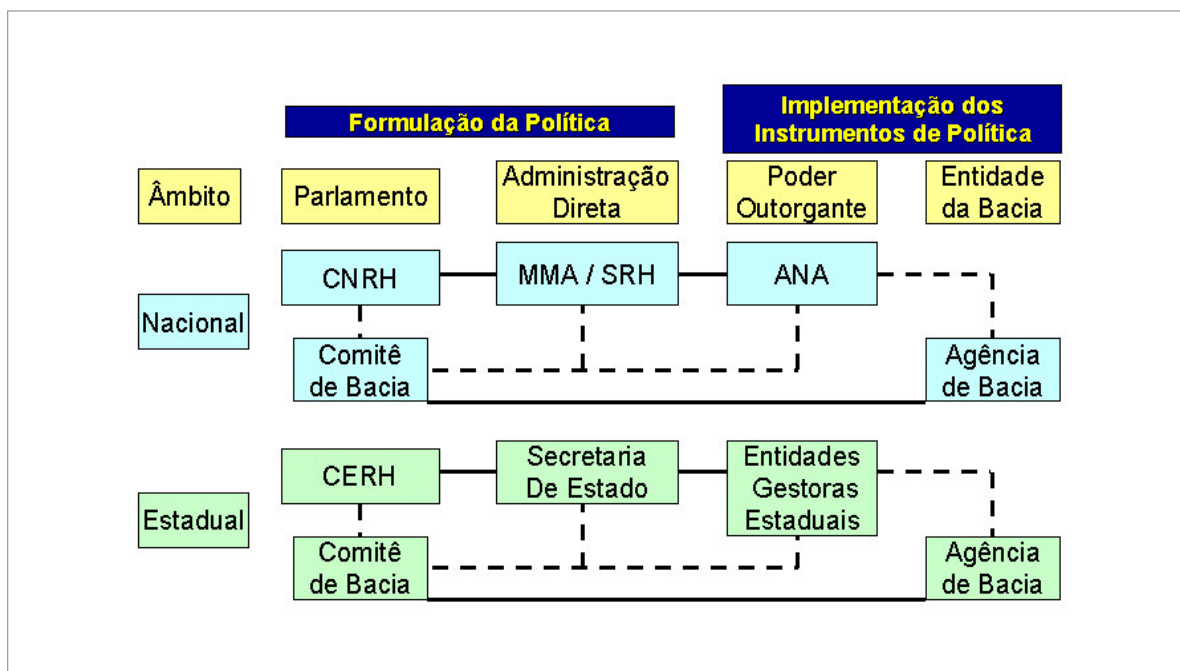 Formulação da Política
Implementação dos
Instrumentos de Política
Âmbito
Parlamento
Administração
Direta
Poder
Outorgante
Entidade
da Bacia
Nacional
CNRH
MMA / SRH
ANA
Comitê
de Bacia
Agência
de Bacia
Estadual
CERH
Secretaria
De Estado
Entidades
Gestoras
Estaduais
Comitê
de Bacia
Agência
de Bacia